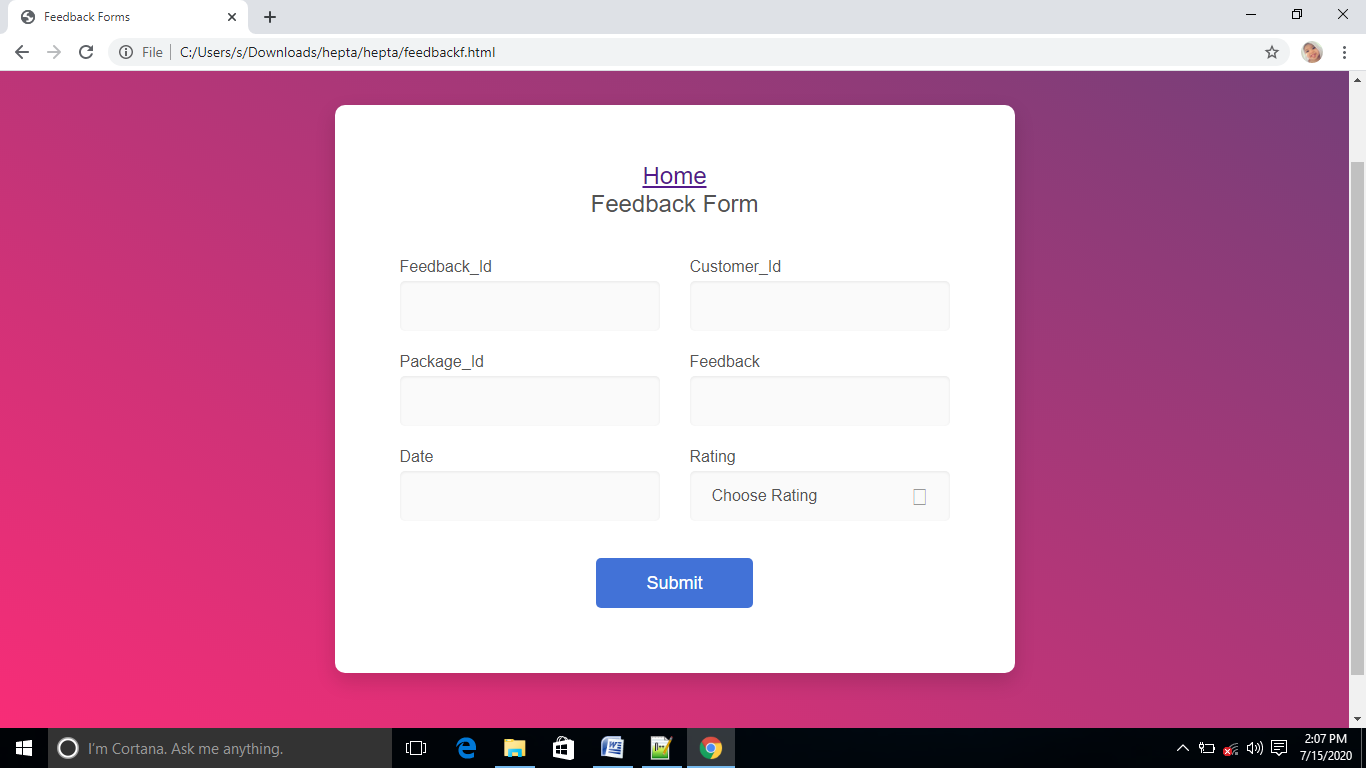 Feedback Forms
File
C:/Users/s/Downloads/hepta/hepta/feedbackf.html
Home
Feedback Form
Feedback_Id Customer_Id
Package_Id Feedback
Date Rating
Choose Rating
Submit
I'm Cortana. Ask me anything.
2:07 PM
7/15/2020